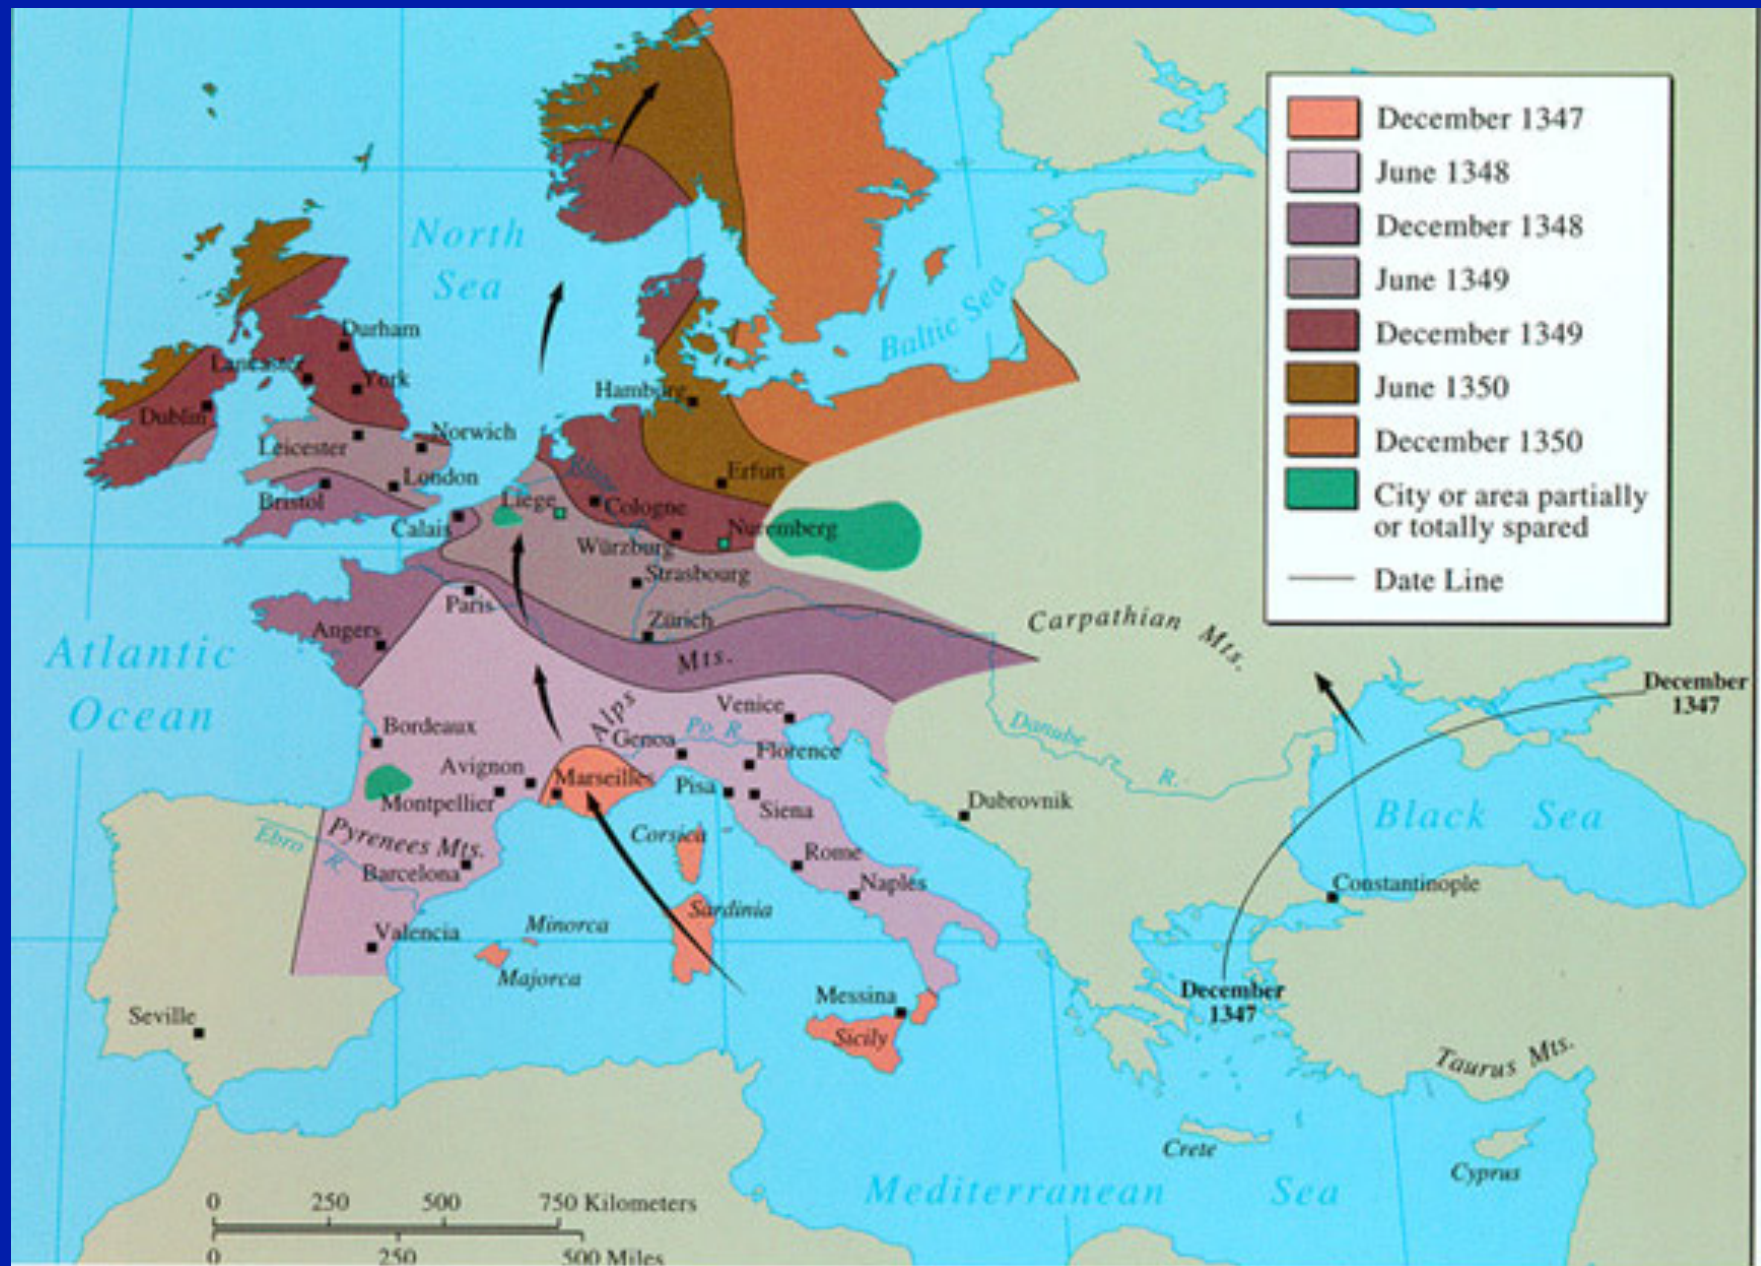 December 1347
June 1348
December 1348
June 1349
December 1349
June 1350
December 1350
City or area partially
or totally spared
Date Line
North
Sea
Baltic Sea
Durham
Lancaster
York
Dublin
Hamburg
Leicester
Norwich
London
Bristol
Calais
Liege
Cologne
Erfurt
Nuremberg
Würzburg
Strasbourg
Paris
Zürich
Angers
Atlantic
Ocean
Alps
Mts.
Carpathian Mts.
Venice
Bordeaux
Genoa
Po R.
Florence
Avignon
Marseilles
Pisa
Siena
Montpellier
Danube
R.
Dubrovnik
December
1347
Black Sea
Pyrenees Mts.
Ebro R.
Corsica
Rome
Barcelona
Naples
Constantinople
Sardinia
Minorca
Valencia
Majorca
Messina
December
1347
Seville
Sicily
Taurus Mts.
Crete
Cyprus
Mediterranean Sea
0 250 500 750 Kilometers
0 250 500 Miles